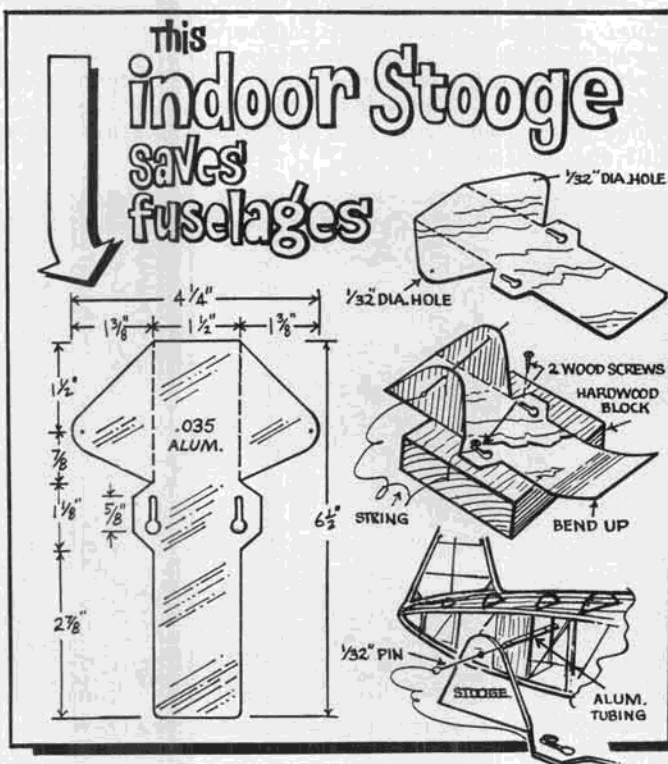 This
indoor Stooge
saves
fuselages
1/32" DIA. HOLE
1/32" DIA. HOLE
4 1/4"
1 3/8"
1 1/2"
1 3/8"
1 1/2"
.035
ALUM.
7/8
1 1/8"
5/8"
6 1/2"
2 7/8"
2 WOOD SCREWS
HARDWOOD
BLOCK
STRING
BEND UP
1/32" PIN
STOOGE
ALUM.
TUBING